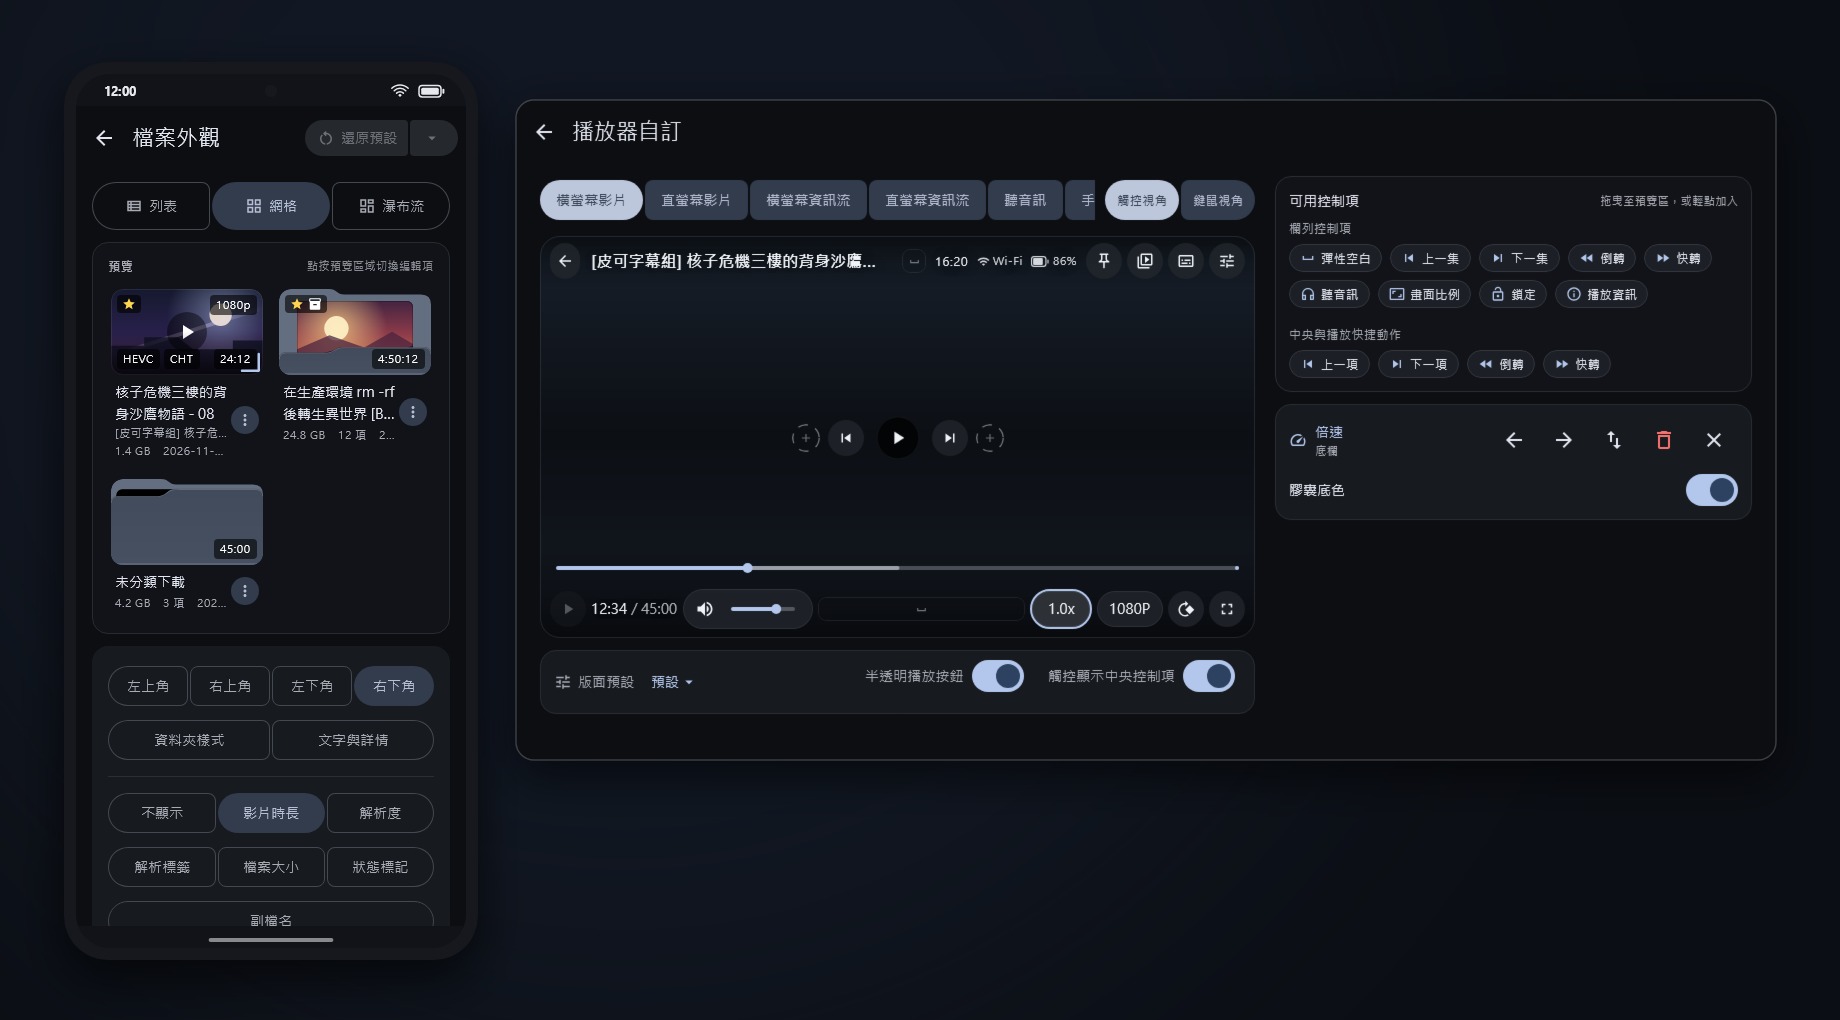 12:00
檔案外觀
還原預設
列表
網格
瀑布流
預覽
點按預覽區域切換編輯項
1080p
HEVC
CHT
24:12
核子危機三樓的背
身沙鷹物語 - 08
[皮可字幕組] 核子危...
1.4 GB 2026-11-...
4:50:12
在生產環境 rm -rf
後轉生異世界 [B...
24.8 GB 12 項 2...
45:00
未分類下載
4.2 GB 3 項 202...
左上角
右上角
左下角
右下角
資料夾樣式
文字與詳情
不顯示
影片時長
解析度
解析標籤
檔案大小
狀態標記
副檔名
播放器自訂
橫螢幕影片
直螢幕影片
橫螢幕資訊流
直螢幕資訊流
聽音訊
手
觸控視角
鍵鼠視角
[皮可字幕組] 核子危機三樓的背身沙鷹...
16:20
Wi-Fi
86%
12:34 / 45:00
1.0x
1080P
版面預設
預設
半透明播放按鈕
觸控顯示中央控制項
可用控制項
拖曳至預覽區，或輕點加入
欄列控制項
彈性空白
上一集
下一集
倒轉
快轉
聽音訊
畫面比例
鎖定
播放資訊
中央與播放快捷動作
上一項
下一項
倒轉
快轉
倍速
底欄
膠囊底色